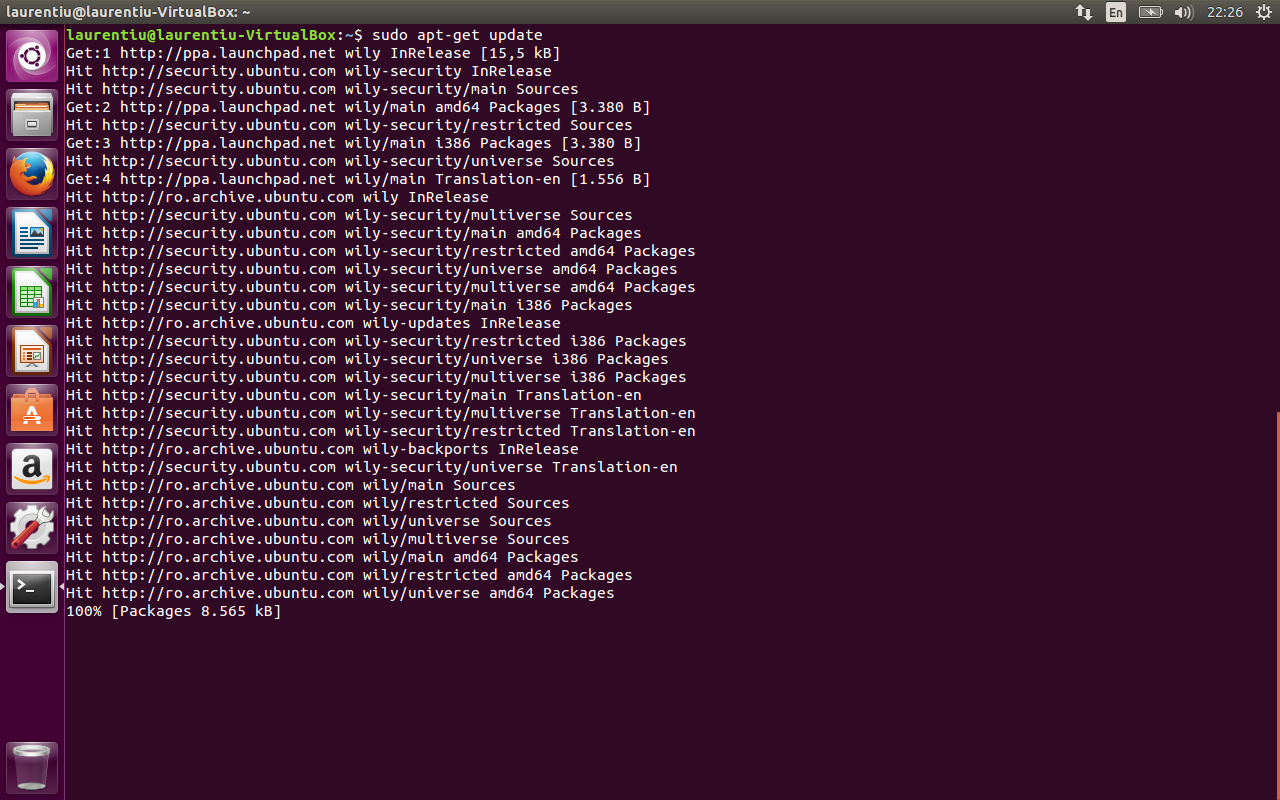 laurentiu@laurentiu-VirtualBox: ~
En
22:26
laurentiu@laurentiu-VirtualBox:~$ sudo apt-get update
Get:1 http://ppa.launchpad.net wily InRelease [15,5 kB]
Hit http://security.ubuntu.com wily-security InRelease
Hit http://security.ubuntu.com wily-security/main Sources
Get:2 http://ppa.launchpad.net wily/main amd64 Packages [3.380 B]
Hit http://security.ubuntu.com wily-security/restricted Sources
Get:3 http://ppa.launchpad.net wily/main i386 Packages [3.380 B]
Hit http://security.ubuntu.com wily-security/universe Sources
Get:4 http://ppa.launchpad.net wily/main Translation-en [1.556 B]
Hit http://ro.archive.ubuntu.com wily InRelease
Hit http://security.ubuntu.com wily-security/multiverse Sources
Hit http://security.ubuntu.com wily-security/main amd64 Packages
Hit http://security.ubuntu.com wily-security/restricted amd64 Packages
Hit http://security.ubuntu.com wily-security/universe amd64 Packages
Hit http://security.ubuntu.com wily-security/multiverse amd64 Packages
Hit http://security.ubuntu.com wily-security/main i386 Packages
Hit http://ro.archive.ubuntu.com wily-updates InRelease
Hit http://security.ubuntu.com wily-security/restricted i386 Packages
Hit http://security.ubuntu.com wily-security/universe i386 Packages
Hit http://security.ubuntu.com wily-security/multiverse i386 Packages
Hit http://security.ubuntu.com wily-security/main Translation-en
Hit http://security.ubuntu.com wily-security/multiverse Translation-en
Hit http://security.ubuntu.com wily-security/restricted Translation-en
Hit http://ro.archive.ubuntu.com wily-backports InRelease
Hit http://security.ubuntu.com wily-security/universe Translation-en
Hit http://ro.archive.ubuntu.com wily/main Sources
Hit http://ro.archive.ubuntu.com wily/restricted Sources
Hit http://ro.archive.ubuntu.com wily/universe Sources
Hit http://ro.archive.ubuntu.com wily/multiverse Sources
Hit http://ro.archive.ubuntu.com wily/main amd64 Packages
Hit http://ro.archive.ubuntu.com wily/restricted amd64 Packages
Hit http://ro.archive.ubuntu.com wily/universe amd64 Packages
100% [Packages 8.565 kB]